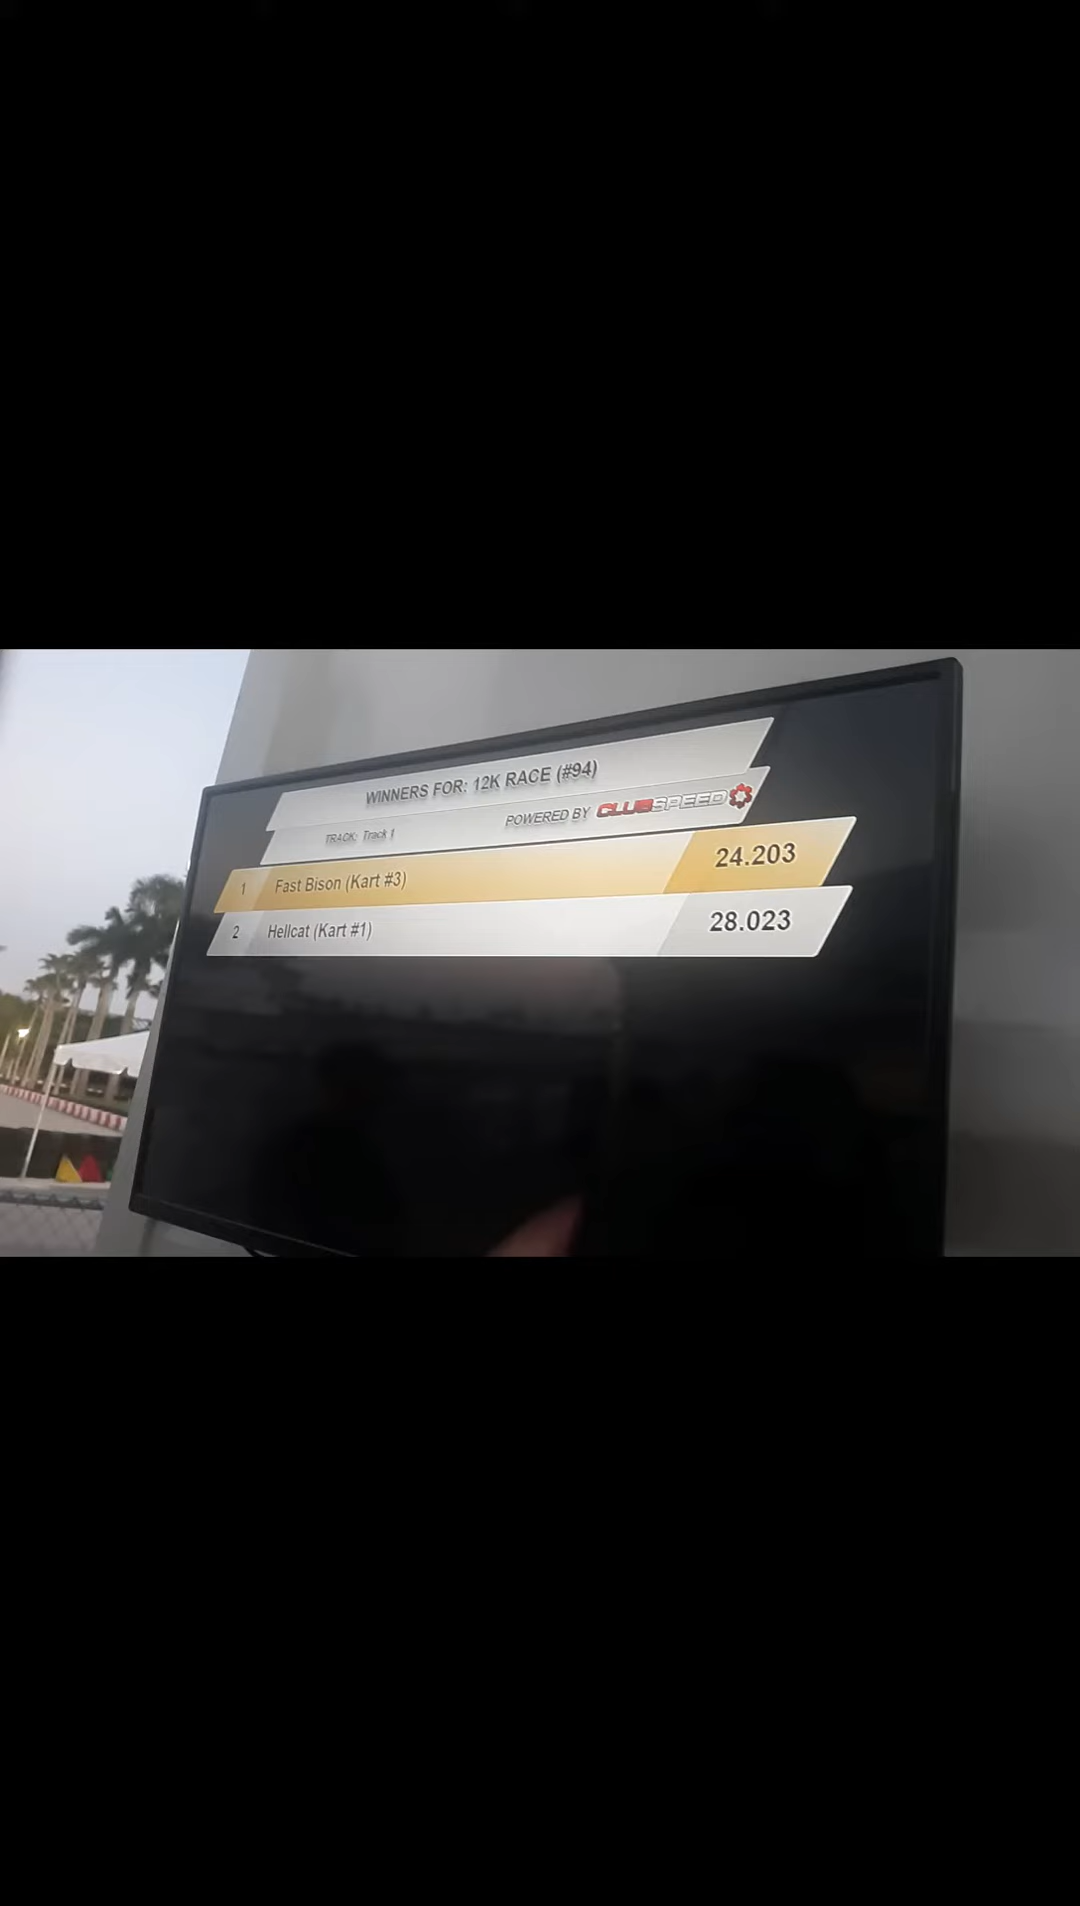 WINNERS FOR: 12K RACE (#94)
TRACK: Track 1 POWERED BY CLUBSPEED
1 Fast Bison (Kart #3) 24.203
2 Hellcat (Kart #1) 28.023